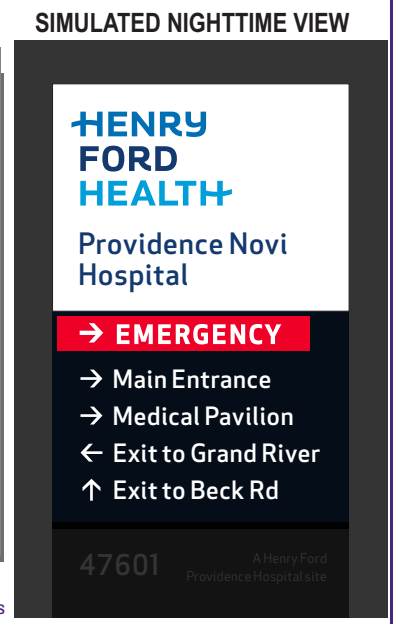 SIMULATED NIGHTTIME VIEW
HENRY
FORD
HEALTH
Providence Novi
Hospital
→ EMERGENCY
→ Main Entrance
→ Medical Pavilion
← Exit to Grand River
↑ Exit to Beck Rd
47601
A Henry Ford
Providence Hospital site
s